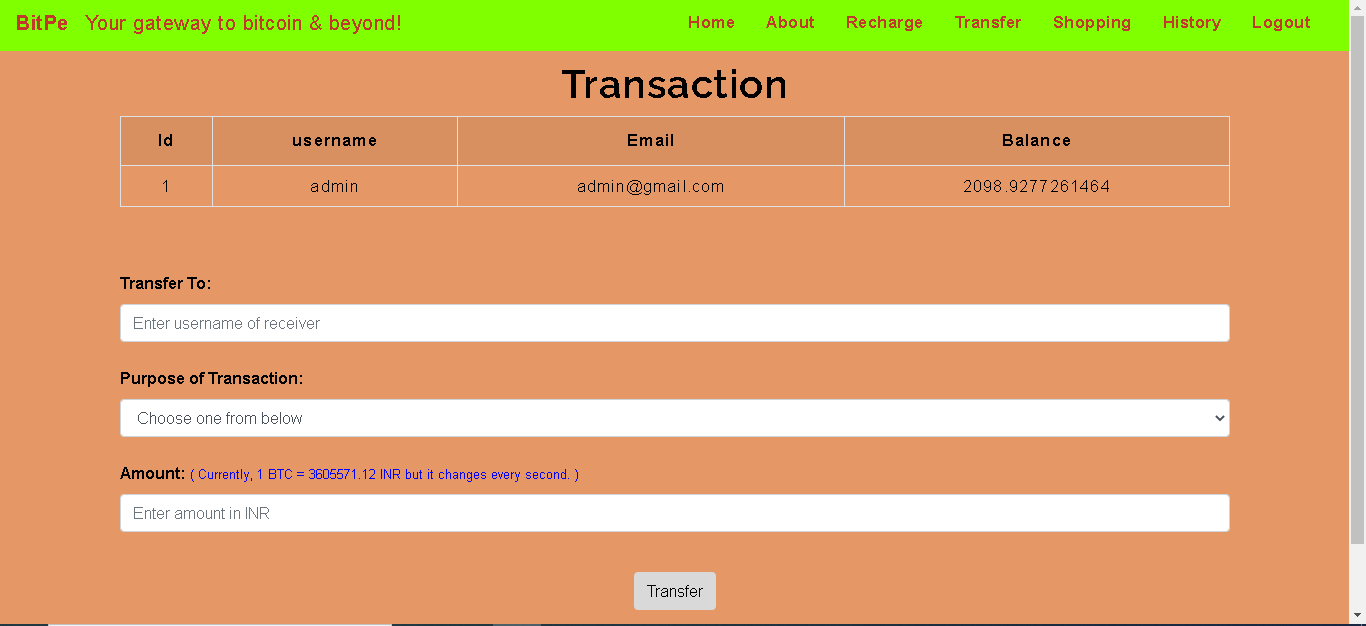 BitPe Your gateway to bitcoin & beyond! Home About Recharge Transfer Shopping History Logout
Transaction
Id username Email Balance
1 admin admin@gmail.com 2098.9277261464
Transfer To:
Enter username of receiver
Purpose of Transaction:
Choose one from below
Amount: ( Currently, 1 BTC = 3605571.12 INR but it changes every second. )
Enter amount in INR
Transfer